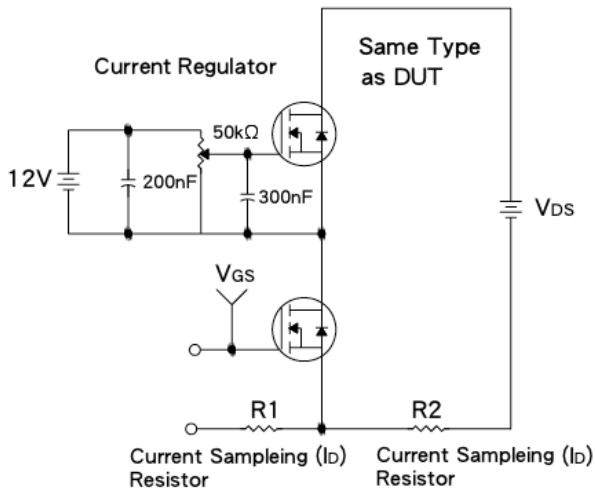 Same Type
as DUT
Current Regulator
50kΩ
12V
200nF
300nF
VDS
VGS
R1
R2
Current Sampleing (ID)
Resistor
Current Sampleing (ID)
Resistor